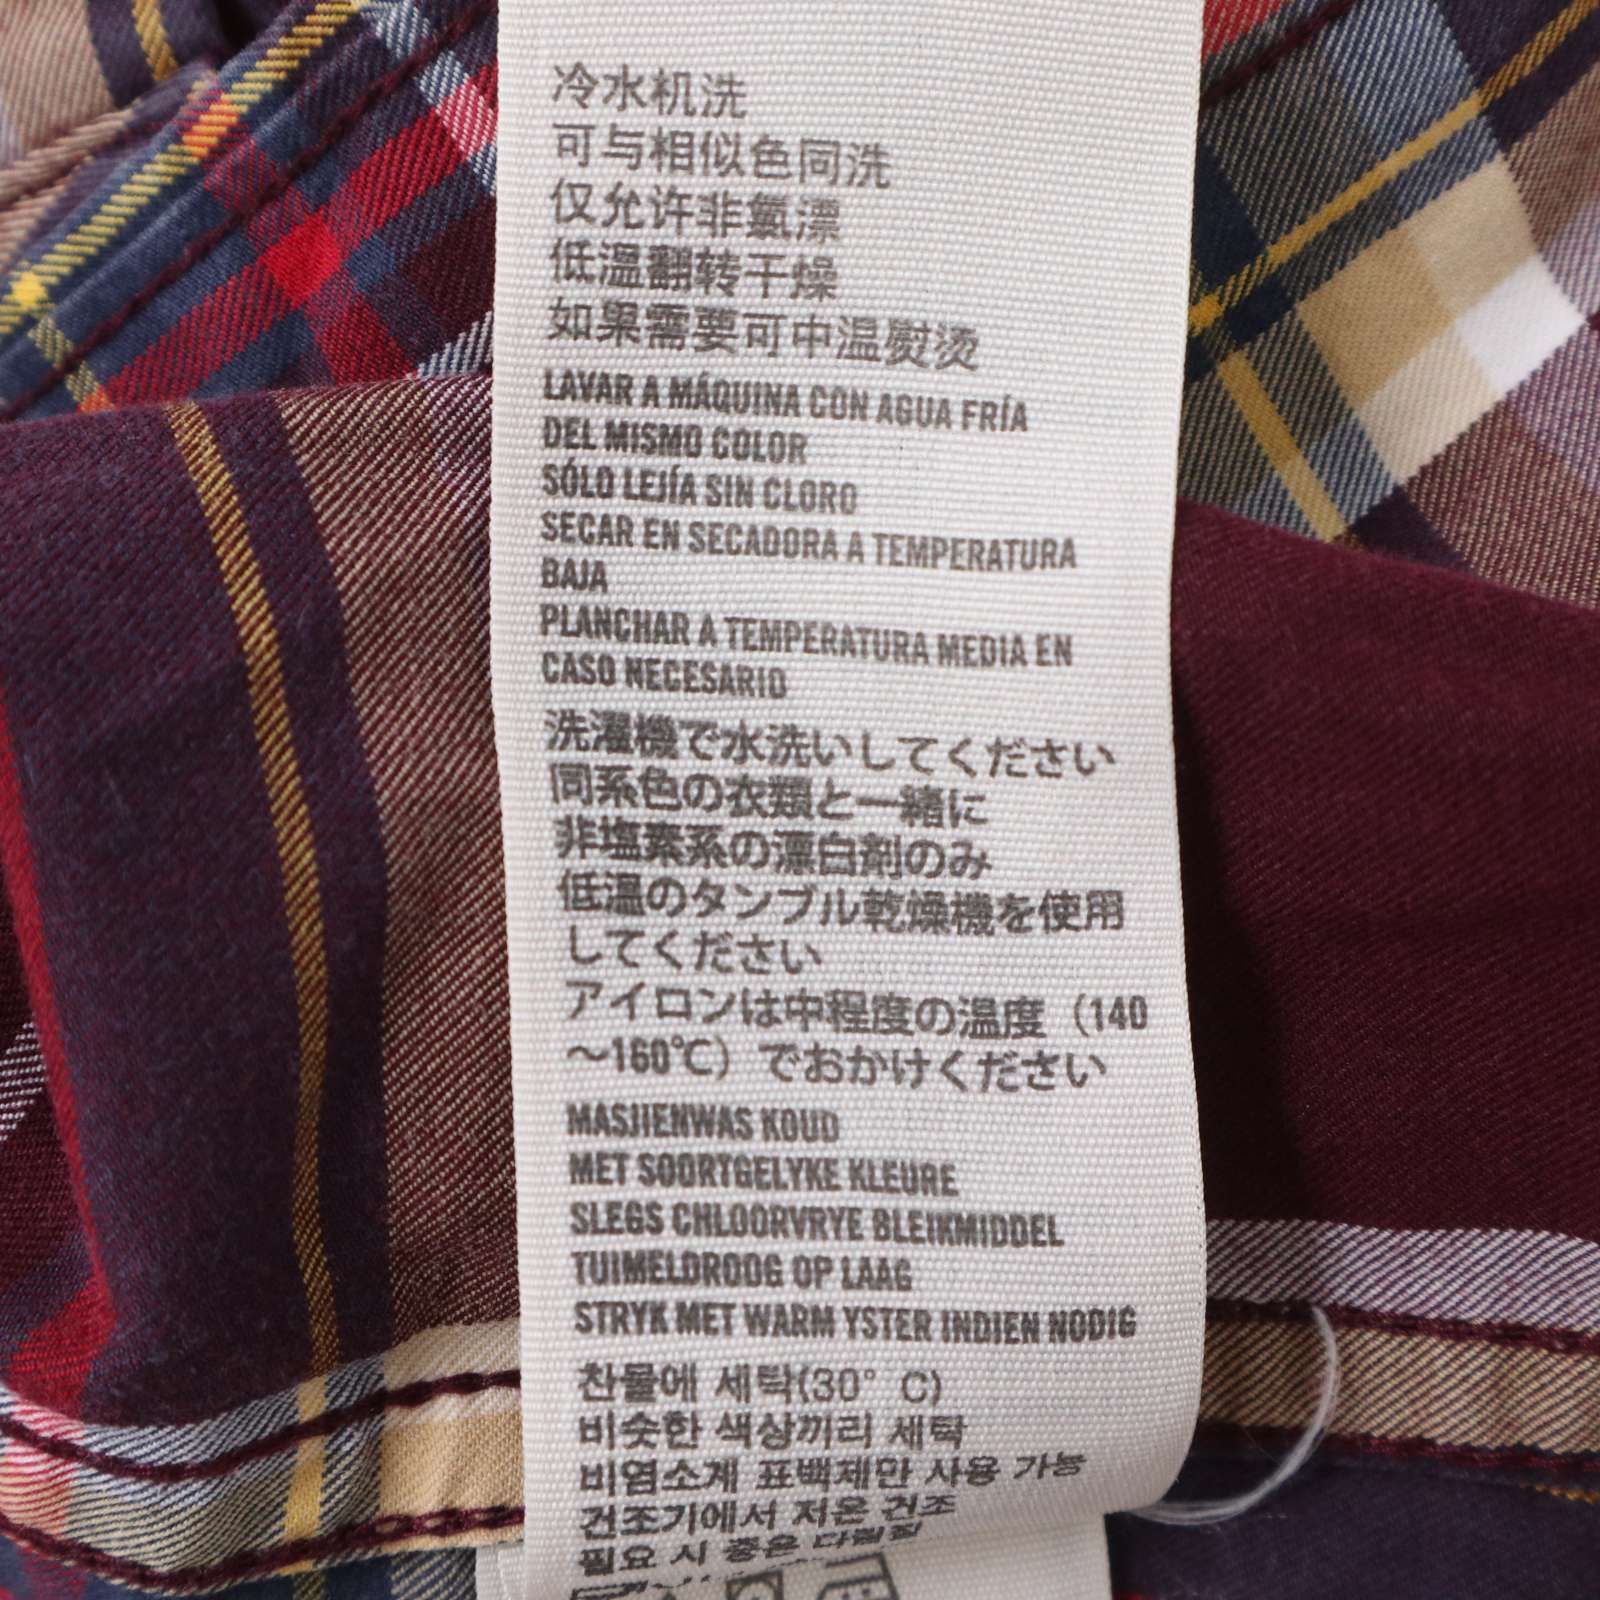 冷水机洗
可与相似色同洗
仅允许非氯漂
低温翻转干燥
如果需要可中温熨烫
LAVAR A MÁQUINA CON AGUA FRÍA
DEL MISMO COLOR
SÓLO LEJÍA SIN CLORO
SECAR EN SECADORA A TEMPERATURA
BAJA
PLANCHAR A TEMPERATURA MEDIA EN
CASO NECESARIO
洗濯機で水洗いしてください
同系色の衣類と一緒に
非塩素系の漂白剤のみ
低温のタンブル乾燥機を使用
してください
アイロンは中程度の温度（140
～160℃）でおかけください
MASJIENWAS KOUD
MET SOORTGELYKE KLEURE
SLEGS CHLOORVRYE BLEIKMIDDEL
TUIMELDROOG OP LAAG
STRYK MET WARM YSTER INDIEN NODIG
찬물에 세탁(30° C)
비슷한 색상끼리 세탁
비염소계 표백제만 사용 가능
건조기에서 저온 건조
필요 시 중온 다림질